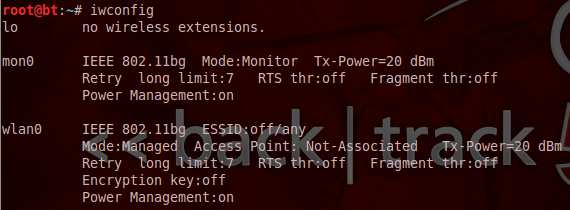 root@bt:~# iwconfig
lo        no wireless extensions.
mon0      IEEE 802.11bg  Mode:Monitor  Tx-Power=20 dBm
          Retry  long limit:7   RTS thr:off   Fragment thr:off
          Power Management:on
wlan0     IEEE 802.11bg  ESSID:off/any
          Mode:Managed  Access Point: Not-Associated   Tx-Power=20 dBm
          Retry  long limit:7   RTS thr:off   Fragment thr:off
          Encryption key:off
          Power Management:on
<< back | track 5